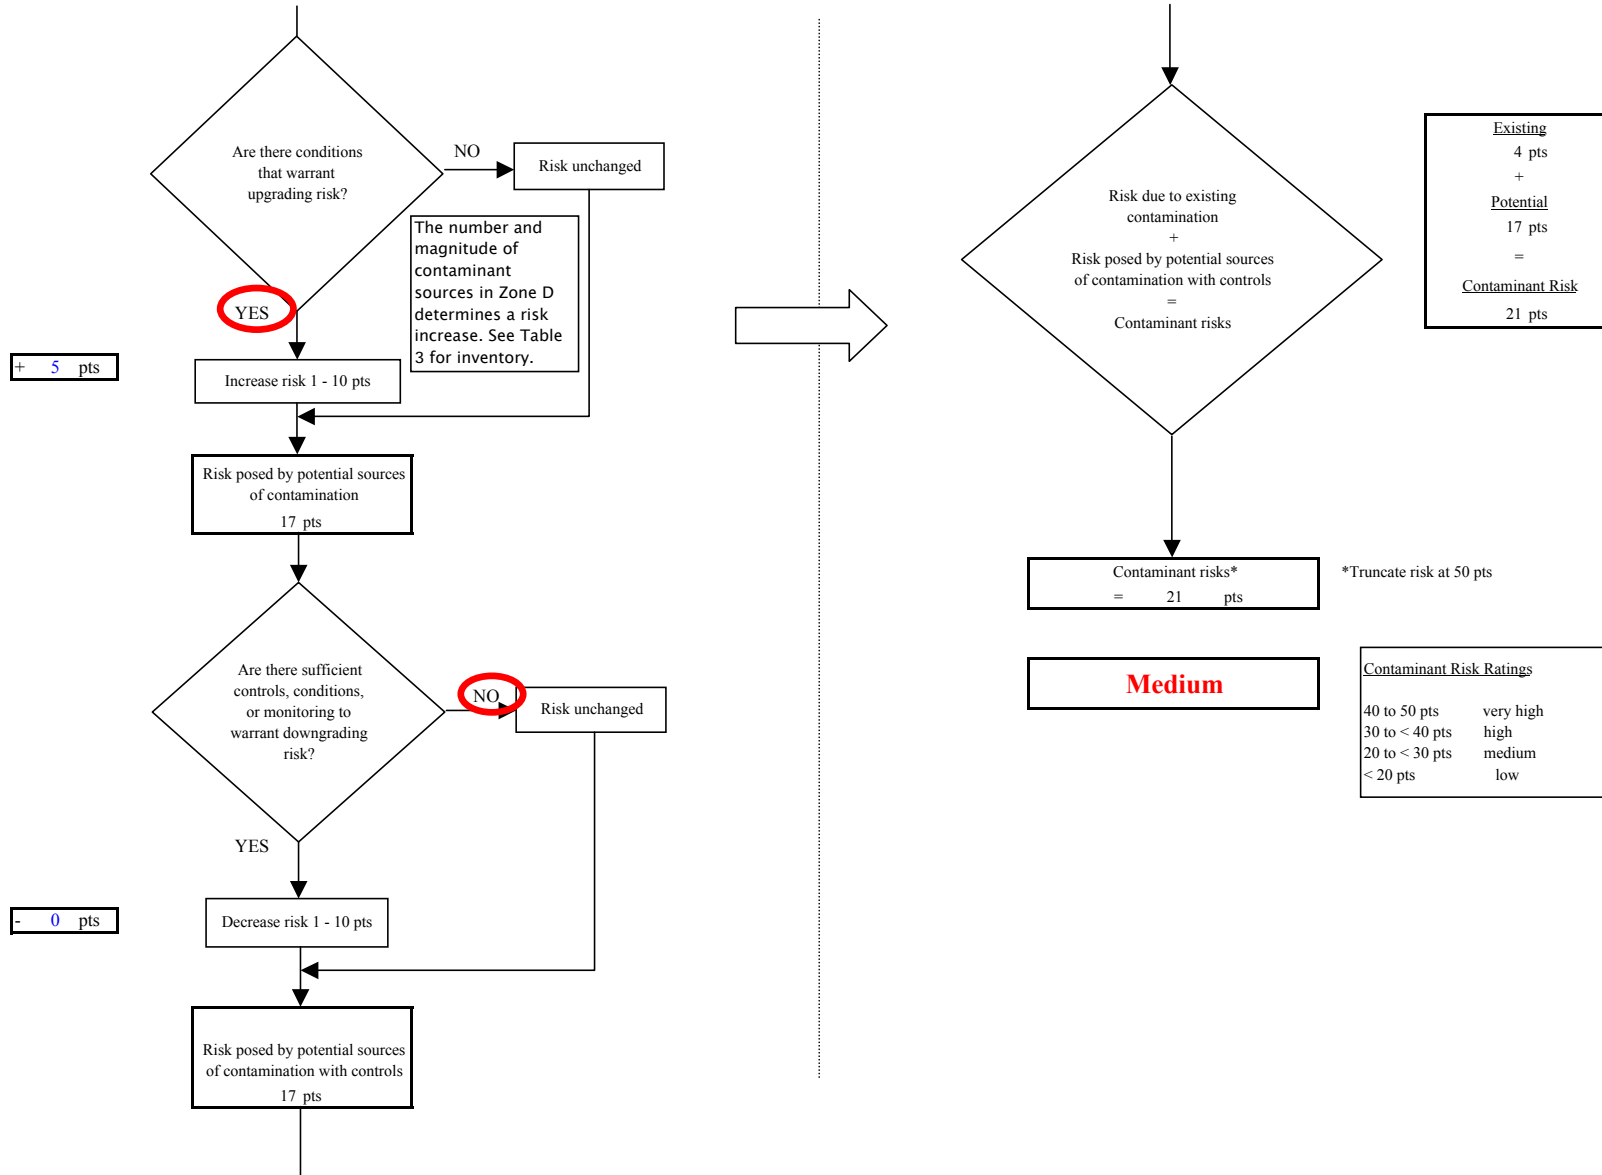 Are there conditions
that warrant
upgrading risk?
NO
Risk unchanged
The number and
magnitude of
contaminant
sources in Zone D
determines a risk
increase. See Table
3 for inventory.
YES
+ 5 pts
Increase risk 1 - 10 pts
Risk posed by potential sources
of contamination
17 pts
Are there sufficient
controls, conditions,
or monitoring to
warrant downgrading
risk?
NO
Risk unchanged
YES
- 0 pts
Decrease risk 1 - 10 pts
Risk posed by potential sources
of contamination with controls
17 pts
Risk due to existing
contamination
+
Risk posed by potential sources
of contamination with controls
=
Contaminant risks
Existing
4 pts
+
Potential
17 pts
=
Contaminant Risk
21 pts
Contaminant risks*
= 21 pts
*Truncate risk at 50 pts
Medium
Contaminant Risk Ratings
40 to 50 pts very high
30 to < 40 pts high
20 to < 30 pts medium
< 20 pts low